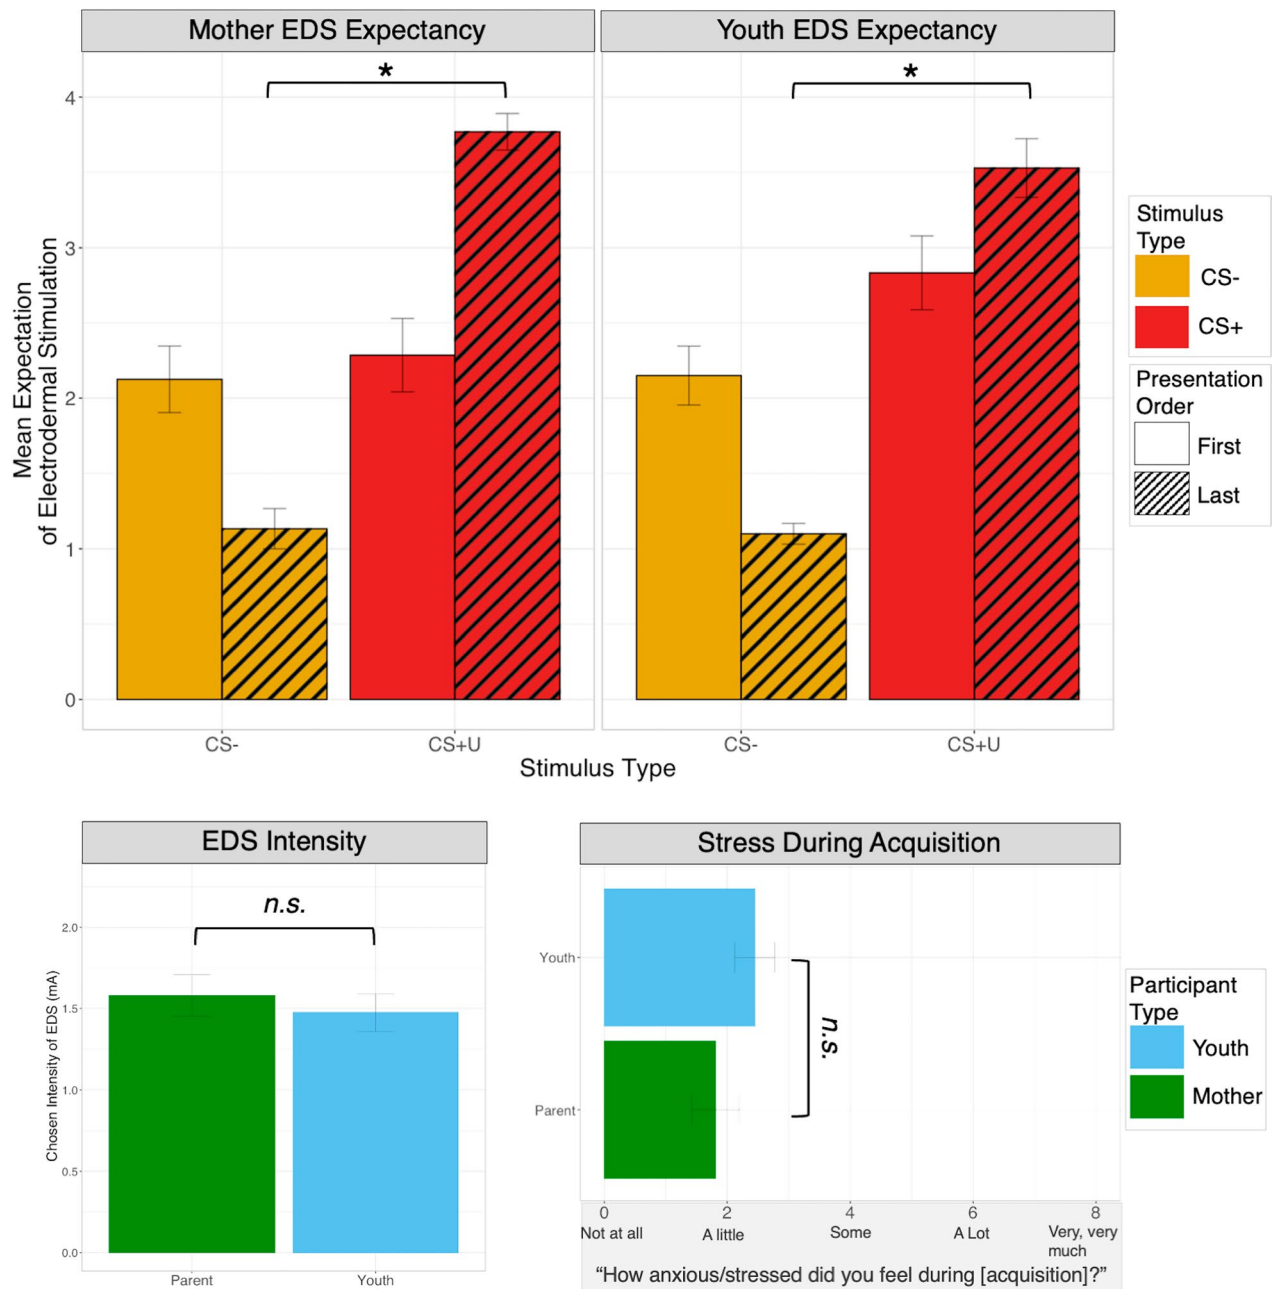 Mother EDS Expectancy
Youth EDS Expectancy
*
*
4
3
2
1
0
Mean Expectation
of Electrodermal Stimulation
CS-
CS+U
CS-
CS+U
Stimulus Type
Stimulus
Type
CS-
CS+
Presentation
Order
First
Last
EDS Intensity
n.s.
2.0
1.5
1.0
0.5
0.0
Chosen Intensity of EDS (mA)
Parent
Youth
Stress During Acquisition
Youth
Parent
n.s.
0
2
4
6
8
Not at all
A little
Some
A Lot
Very, very
much
“How anxious/stressed did you feel during [acquisition]?”
Participant
Type
Youth
Mother